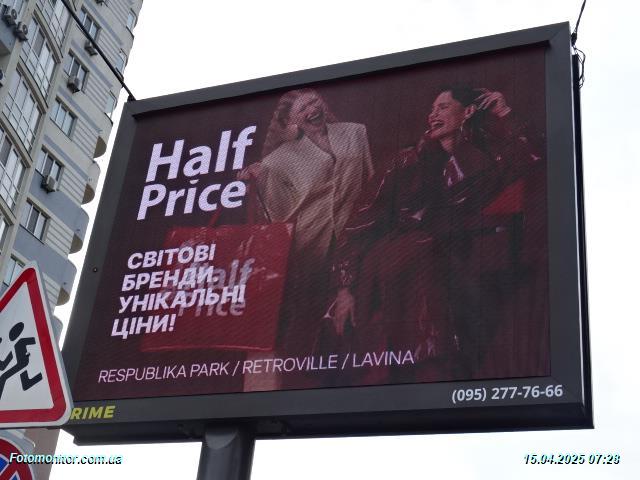 Half
Price
СВІТОВІ
БРЕНДИ.
УНІКАЛЬНІ
ЦІНИ!
Half
Price
RESPUBLIKA PARK / RETROVILLE / LAVINA
(095) 277-76-66
RIME
Fotomonitor.com.ua
15.04.2025 07:28